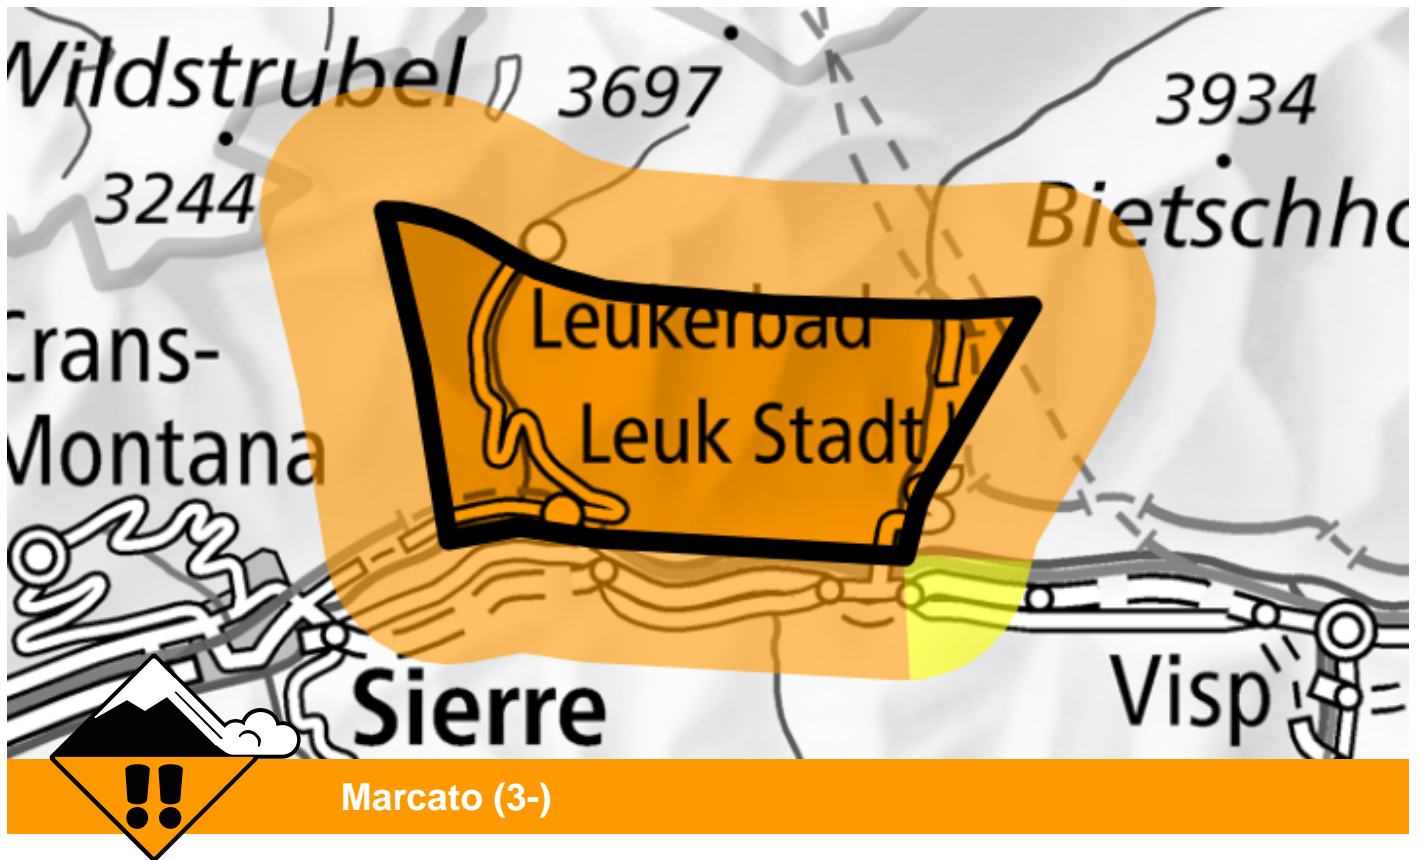 Wildstrubel
3697
3934
3244
Bietschho
Crans-
Montana
Leukerbad
Leuk Stadt
Sierre
Visp
Marcato (3-)